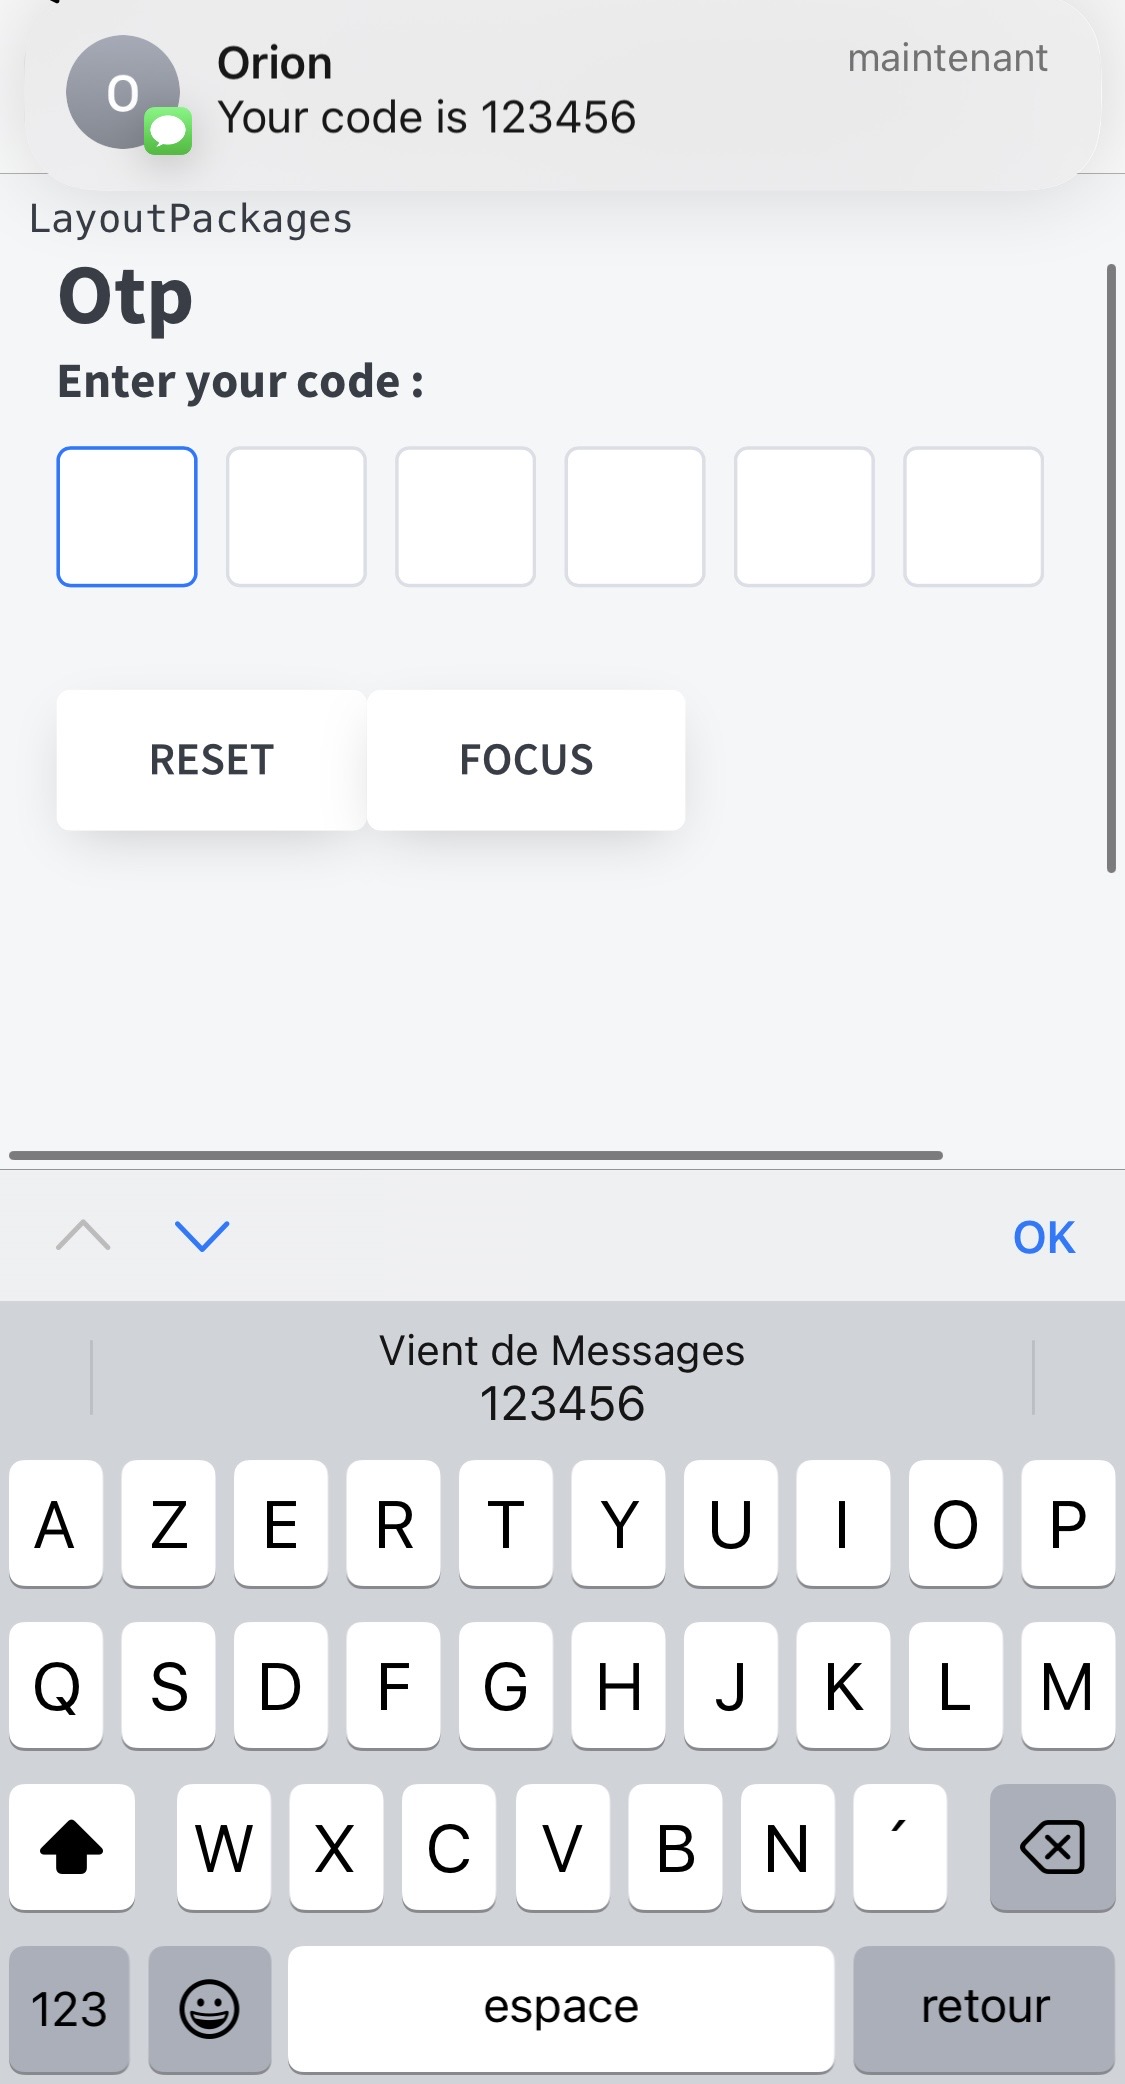 O
Orion
maintenant
Your code is 123456
LayoutPackages
Otp
Enter your code :
RESET
FOCUS
OK
Vient de Messages
123456
A Z E R T Y U I O P
Q S D F G H J K L M
W X C V B N ´
123
espace
retour